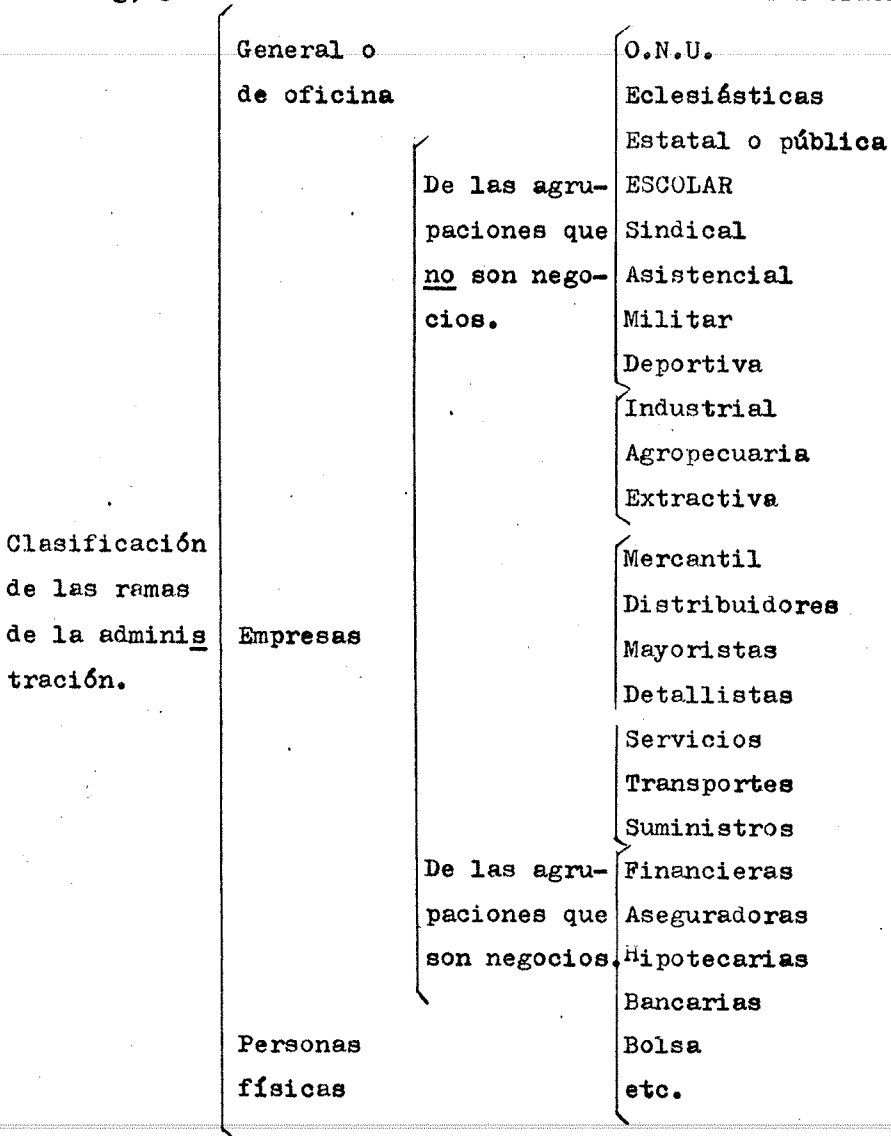 General o
de oficina
O.N.U.
Eclesiásticas
Estatal o pública
De las agru-
paciones que
no son nego-
cios.
ESCOLAR
Sindical
Asistencial
Militar
Deportiva
Industrial
Agropecuaria
Extractiva
Clasificación
de las ramas
de la adminis
tración.
Empresas
Mercantil
Distribuidores
Mayoristas
Detallistas
Servicios
Transportes
Suministros
De las agru-
paciones que
son negocios.
Financieras
Aseguradoras
Hipotecarias
Bancarias
Bolsa
etc.
Personas
físicas